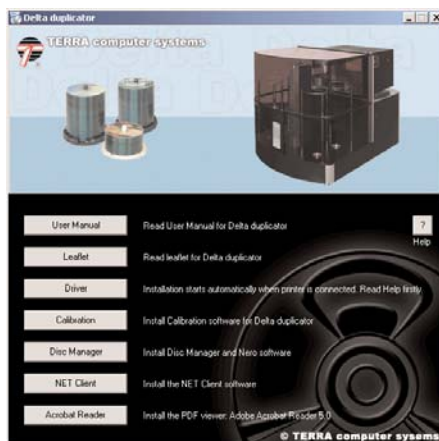 Delta duplicator
TERRA computer systems
User Manual Read User Manual for Delta duplicator
?
Help
Leaflet Read leaflet for Delta duplicator
Driver Installation starts automatically when printer is connected. Read Help firstly.
Calibration Install Calibration software for Delta duplicator
Disc Manager Install Disc Manager and Nero software
NET Client Install the NET Client software
Acrobat Reader Install the PDF viewer: Adobe Acrobat Reader 5.0
© TERRA computer sysems